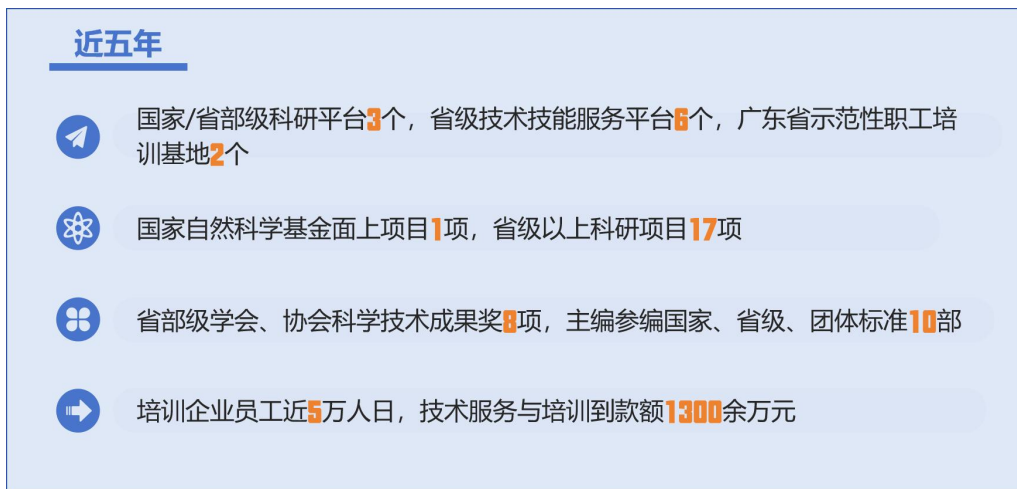 近五年
国家/省部级科研平台3个，省级技术技能服务平台6个，广东省示范性职工培
训基地2个
国家自然科学基金面上项目1项，省级以上科研项目17项
省部级学会、协会科学技术成果奖8项，主编参编国家、省级、团体标准10部
培训企业员工近5万人日，技术服务与培训到款额1300余万元